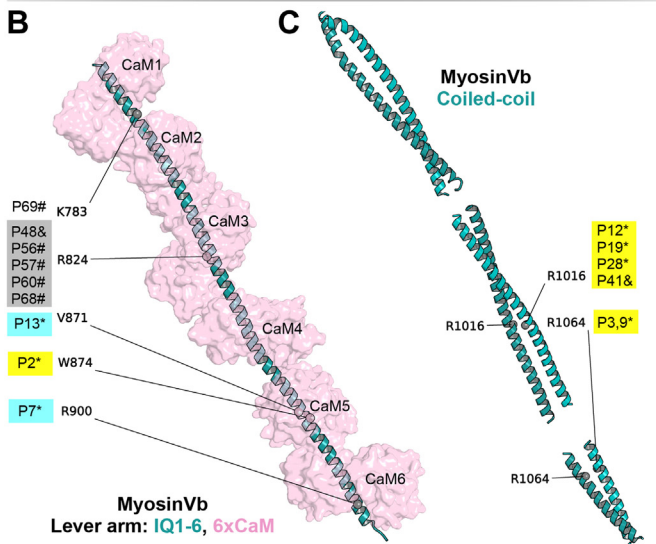 B
CaM1
CaM2
P69# K783
CaM3
P48&
P56#
P57#
P60#
P68#
R824
P13* V871
CaM4
P2* W874
CaM5
P7* R900
CaM6
MyosinVb
Lever arm: IQ1-6, 6xCaM
C
MyosinVb
Coiled-coil
P12*
P19*
P28*
P41&
R1016
R1016
R1064 P3,9*
R1064